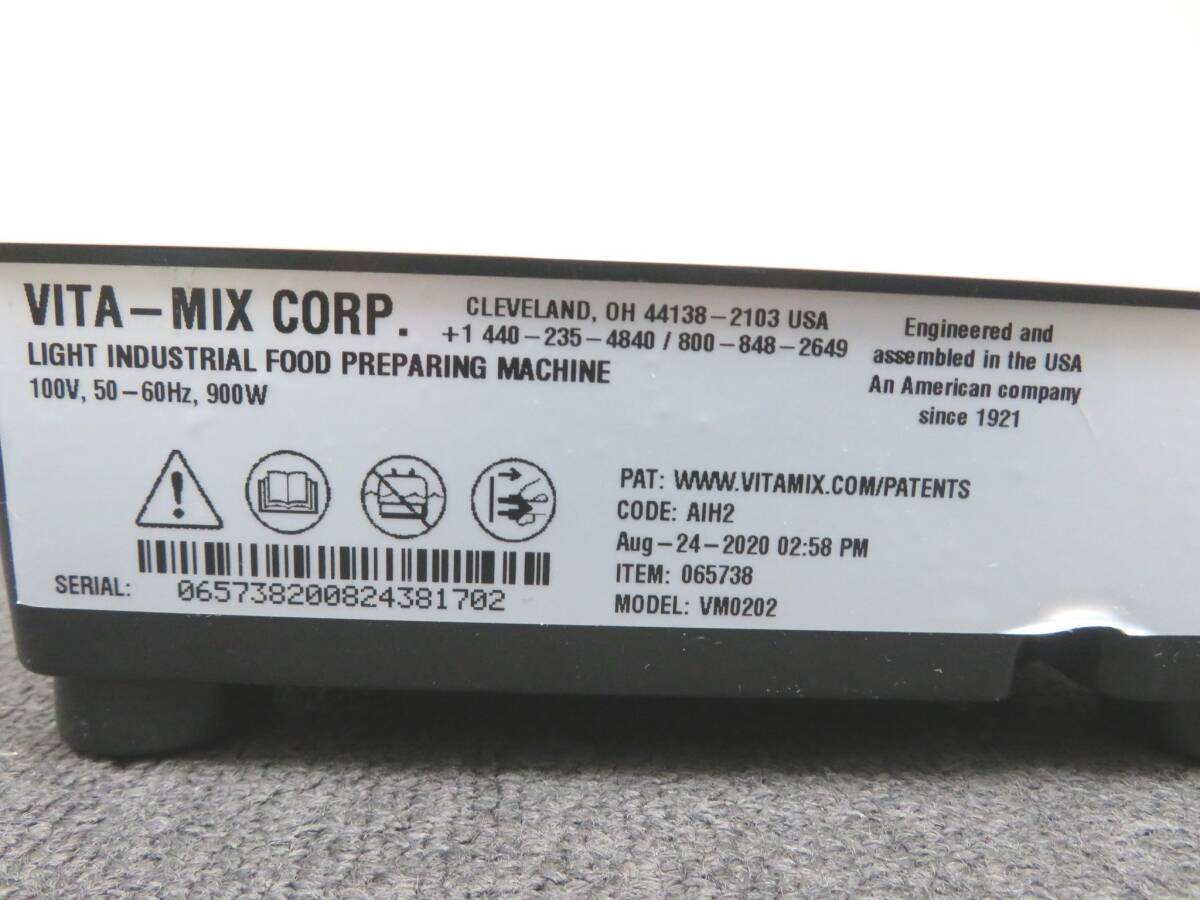 VITA-MIX CORP.
CLEVELAND, OH 44138-2103 USA
+1 440-235-4840 / 800-848-2649
LIGHT INDUSTRIAL FOOD PREPARING MACHINE
100V, 50-60Hz, 900W
Engineered and
assembled in the USA
An American company
since 1921
PAT: WWW.VITAMIX.COM/PATENTS
CODE: AIH2
Aug-24-2020 02:58 PM
ITEM: 065738
MODEL: VM0202
SERIAL: 065738200824381702